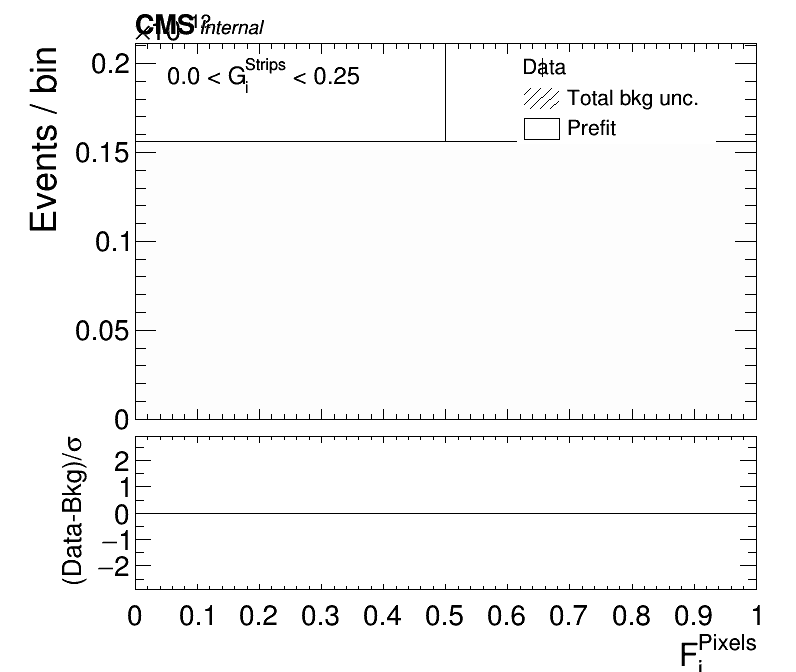 CMS Internal
×10¹²
0.0 < G_i^Strips < 0.25
Data
Total bkg unc.
Prefit
Events / bin
0.2
0.15
0.1
0.05
0
(Data-Bkg)/σ
2
1
0
−1
−2
0 0.1 0.2 0.3 0.4 0.5 0.6 0.7 0.8 0.9 1
F_i^Pixels